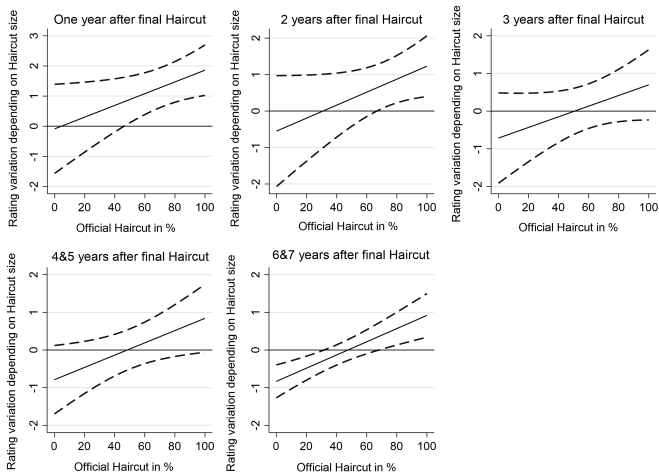 One year after final Haircut
Rating variation depending on Haircut size
3
2
1
0
-1
-2
0 20 40 60 80 100
Official Haircut in %
2 years after final Haircut
Rating variation depending on Haircut size
2
1
0
-1
-2
0 20 40 60 80 100
Official Haircut in %
3 years after final Haircut
Rating variation depending on Haircut size
2
1
0
-1
-2
0 20 40 60 80 100
Official Haircut in %
4&5 years after final Haircut
Rating variation depending on Haircut size
2
1
0
-1
-2
0 20 40 60 80 100
Official Haircut in %
6&7 years after final Haircut
Rating variation depending on Haircut size
2
1
0
-1
-2
0 20 40 60 80 100
Official Haircut in %